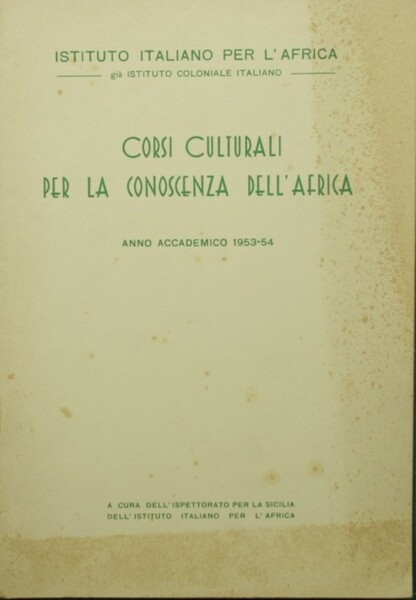 ISTITUTO ITALIANO PER L'AFRICA
già ISTITUTO COLONIALE ITALIANO
CORSI CULTURALI
PER LA CONOSCENZA DELL'AFRICA
ANNO ACCADEMICO 1953-54
A CURA DELL'ISPETTORATO PER LA SICILIA
DELL'ISTITUTO ITALIANO PER L'AFRICA